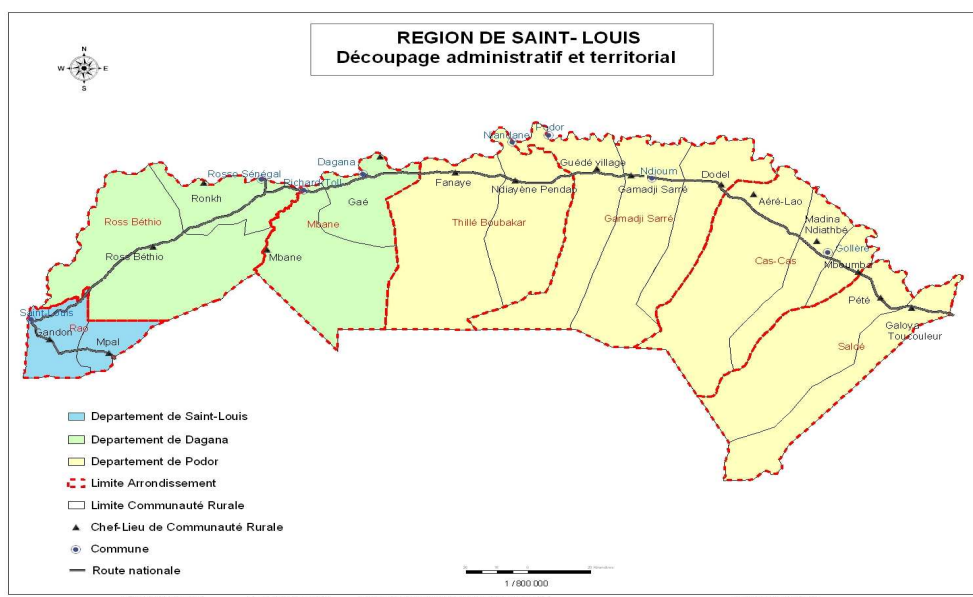 REGION DE SAINT- LOUIS
Découpage administratif et territorial
N
W
E
S
Podor
Ntandane
Dagana
Guédé village
Ndioum
Dodel
Rosso Sénégal
Richard Toll
Fanaye
Ndiayène Pendao
Gamadji Sarré
Ronkh
Gaé
Aéré-Lao
Ross Béthio
Mbane
Thillé Boubakar
Gamadji Sarré
Madina
Ndiathbé
Ross Béthio
Mbane
Gollère
Cas-Cas
Mboumba
Pété
Saint-Louis
Rao
Galoya
Toucouleur
Gandon
Mpal
Saldé
Departement de Saint-Louis
Departement de Dagana
Departement de Podor
Limite Arrondissement
Limite Communauté Rurale
Chef-Lieu de Communauté Rurale
Commune
Route nationale
1 / 800 000